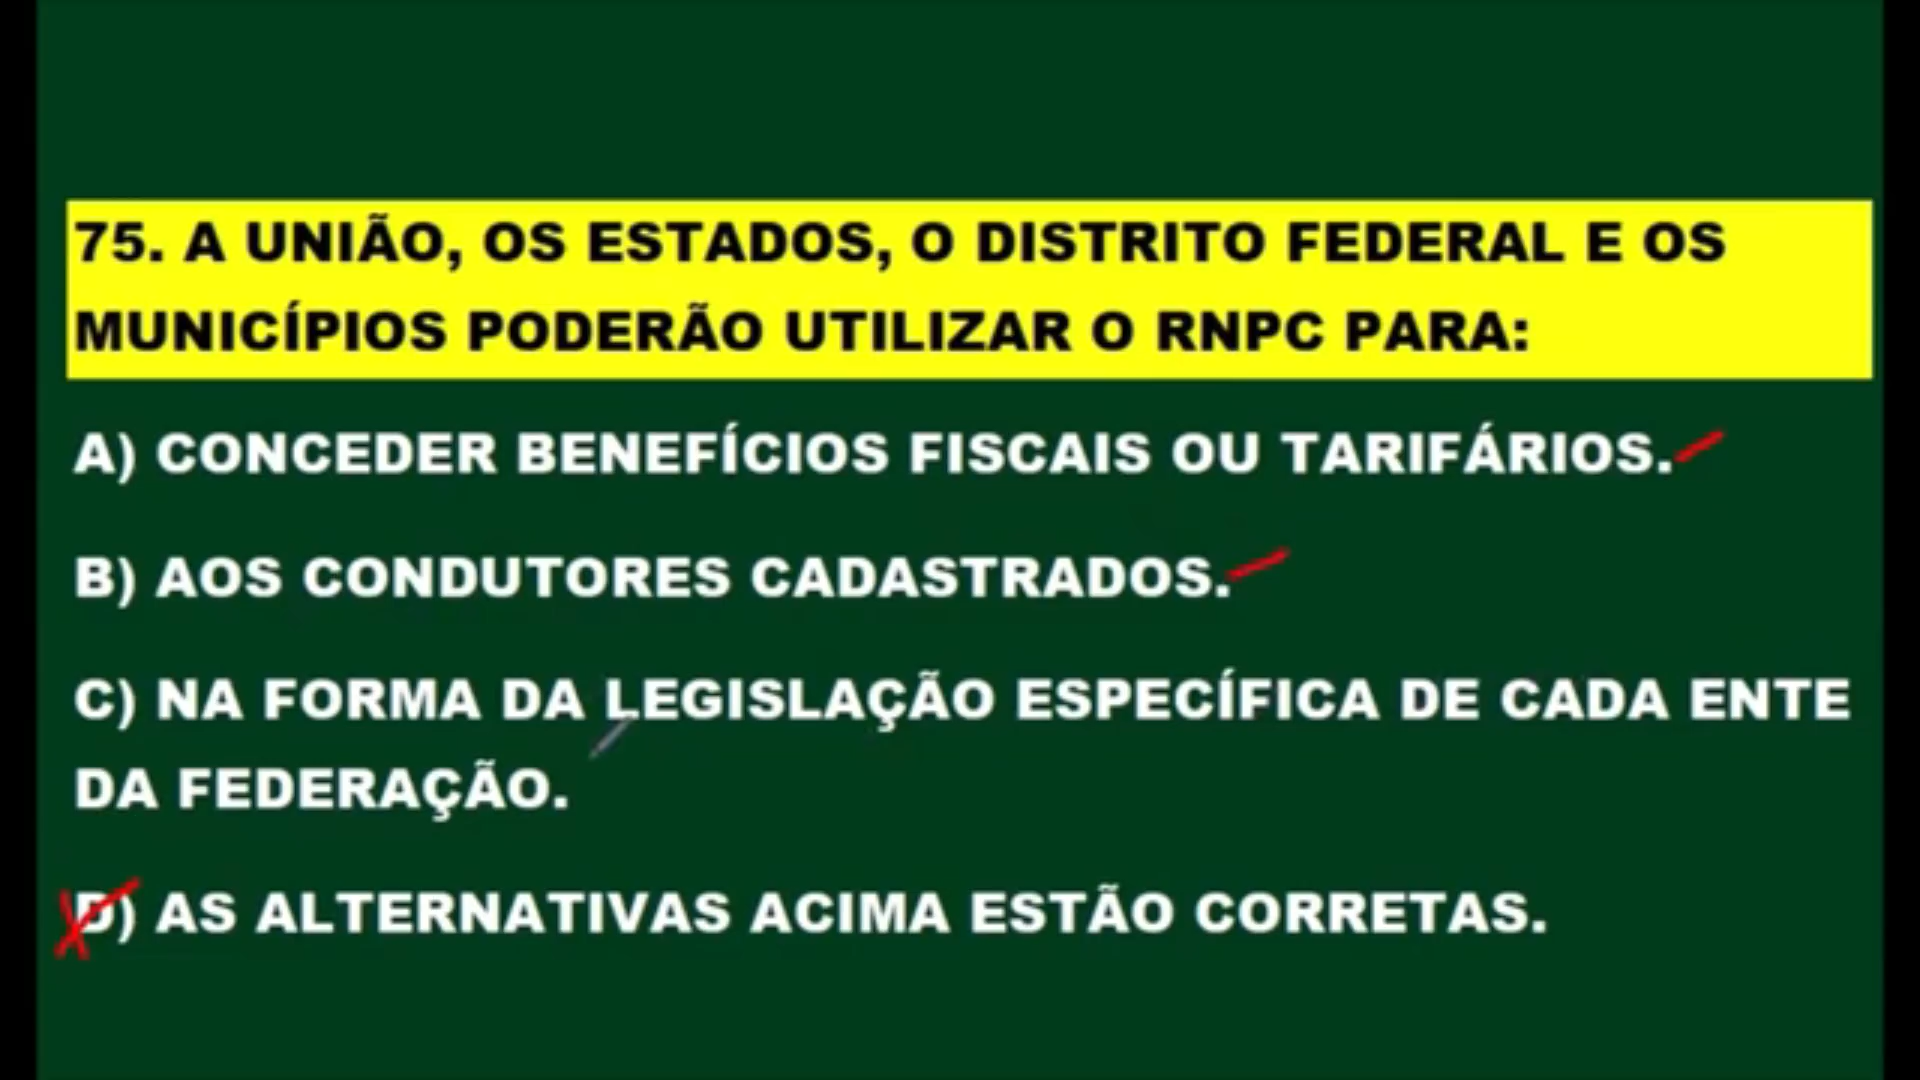 75. A UNIÃO, OS ESTADOS, O DISTRITO FEDERAL E OS
MUNICÍPIOS PODERÃO UTILIZAR O RNPC PARA:
A) CONCEDER BENEFÍCIOS FISCAIS OU TARIFÁRIOS.
B) AOS CONDUTORES CADASTRADOS.
C) NA FORMA DA LEGISLAÇÃO ESPECÍFICA DE CADA ENTE
DA FEDERAÇÃO.
D) AS ALTERNATIVAS ACIMA ESTÃO CORRETAS.